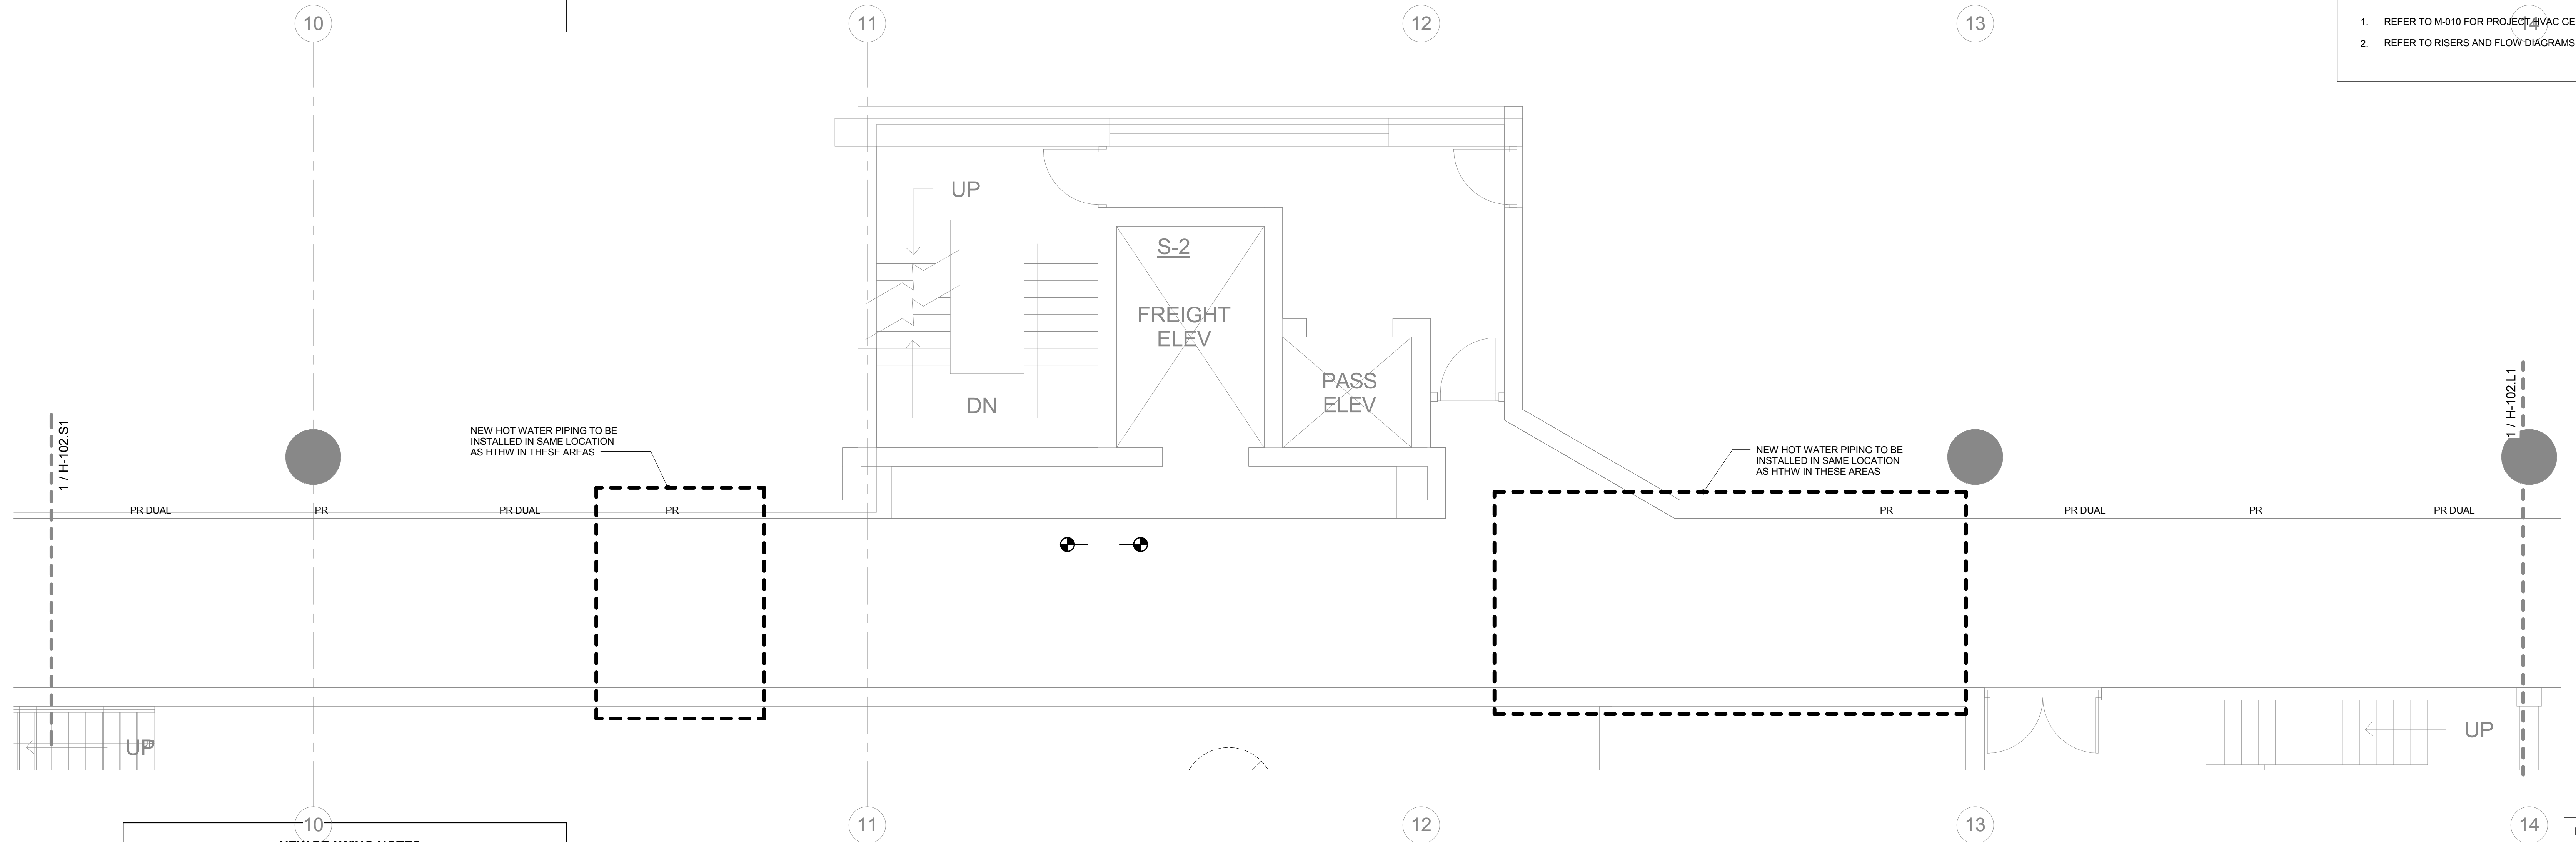 10
11
12
13
14
1. REFER TO M-010 FOR PROJECT HVAC GE
2. REFER TO RISERS AND FLOW DIAGRAMS
UP
S-2
FREIGHT
ELEV
PASS
ELEV
DN
1 / H-102.S1
1 / H-102.L1
NEW HOT WATER PIPING TO BE
INSTALLED IN SAME LOCATION
AS HTHW IN THESE AREAS
NEW HOT WATER PIPING TO BE
INSTALLED IN SAME LOCATION
AS HTHW IN THESE AREAS
PR DUAL
PR
PR DUAL
PR
PR
PR DUAL
PR
PR DUAL
UP
UP
UP
10
11
12
13
14
NEW DRAWING NOTES